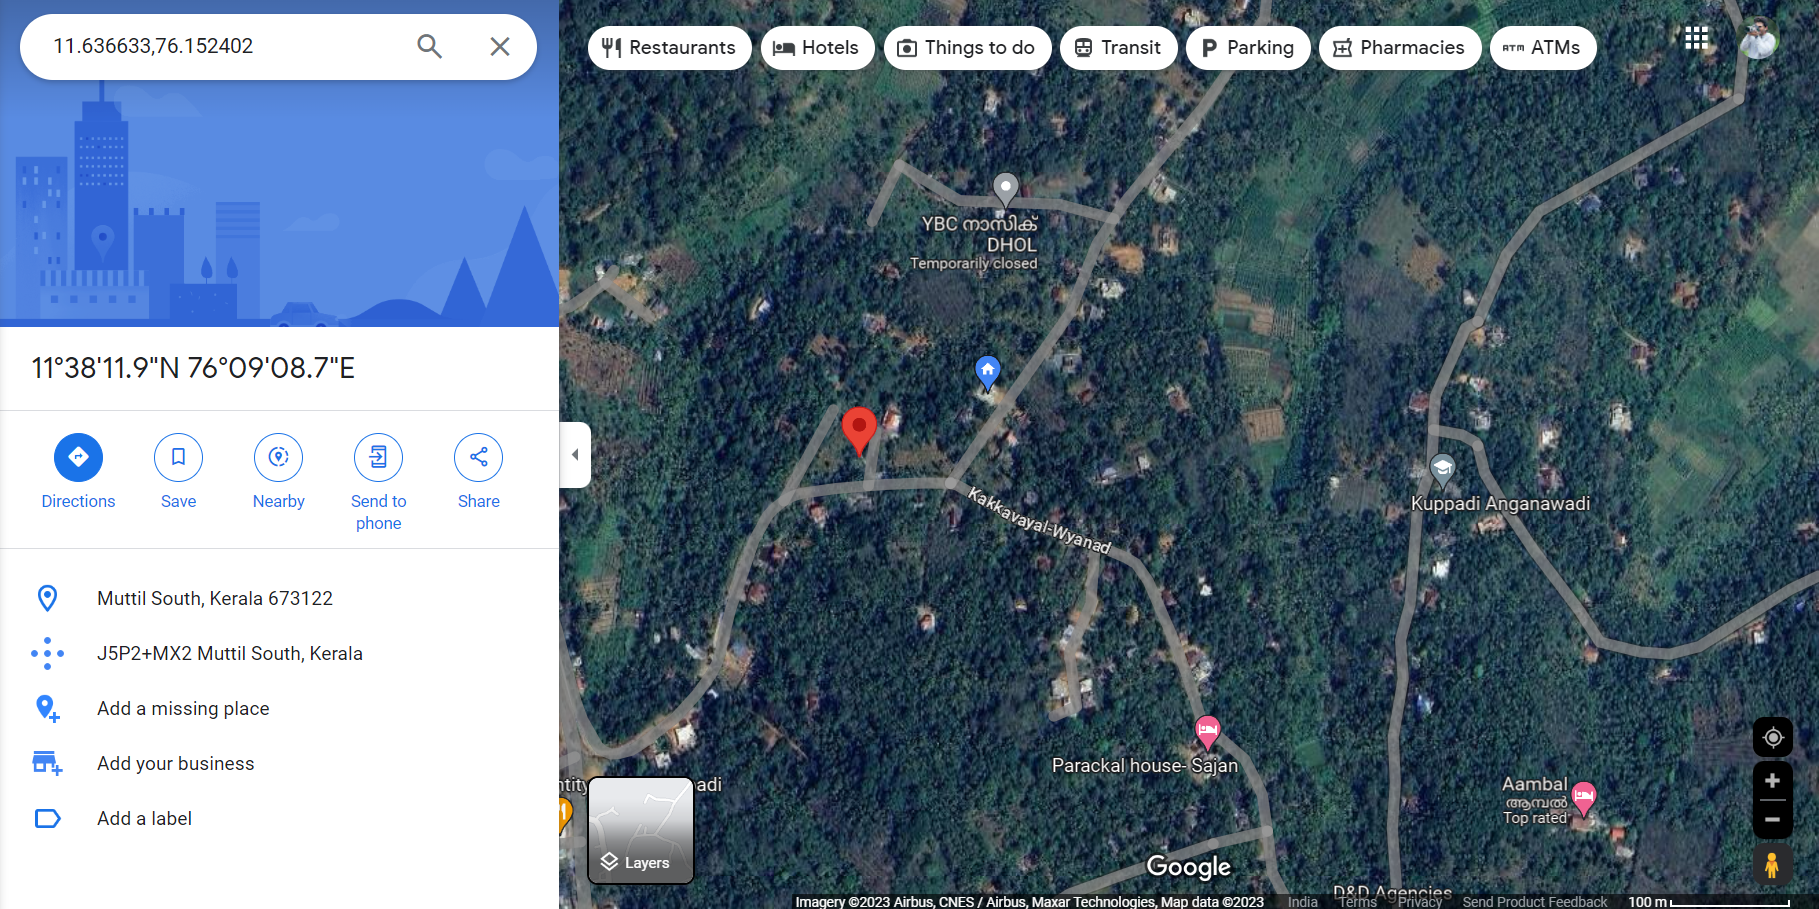 11.636633,76.152402
Restaurants
Hotels
Things to do
Transit
Parking
Pharmacies
ATM ATMs
11°38'11.9"N 76°09'08.7"E
Directions
Save
Nearby
Send to
phone
Share
Muttil South, Kerala 673122
J5P2+MX2 Muttil South, Kerala
Add a missing place
Add your business
Add a label
YBC നാസിക്
DHOL
Temporarily closed
Kakkavayal-Wyanad
Kuppadi Anganawadi
Parackal house- Sajan
Aambal
ആമ്പൽ
Top rated
Layers
Google
D&D Agencies
Imagery ©2023 Airbus, CNES / Airbus, Maxar Technologies, Map data ©2023 India Terms Privacy Send Product Feedback 100 m